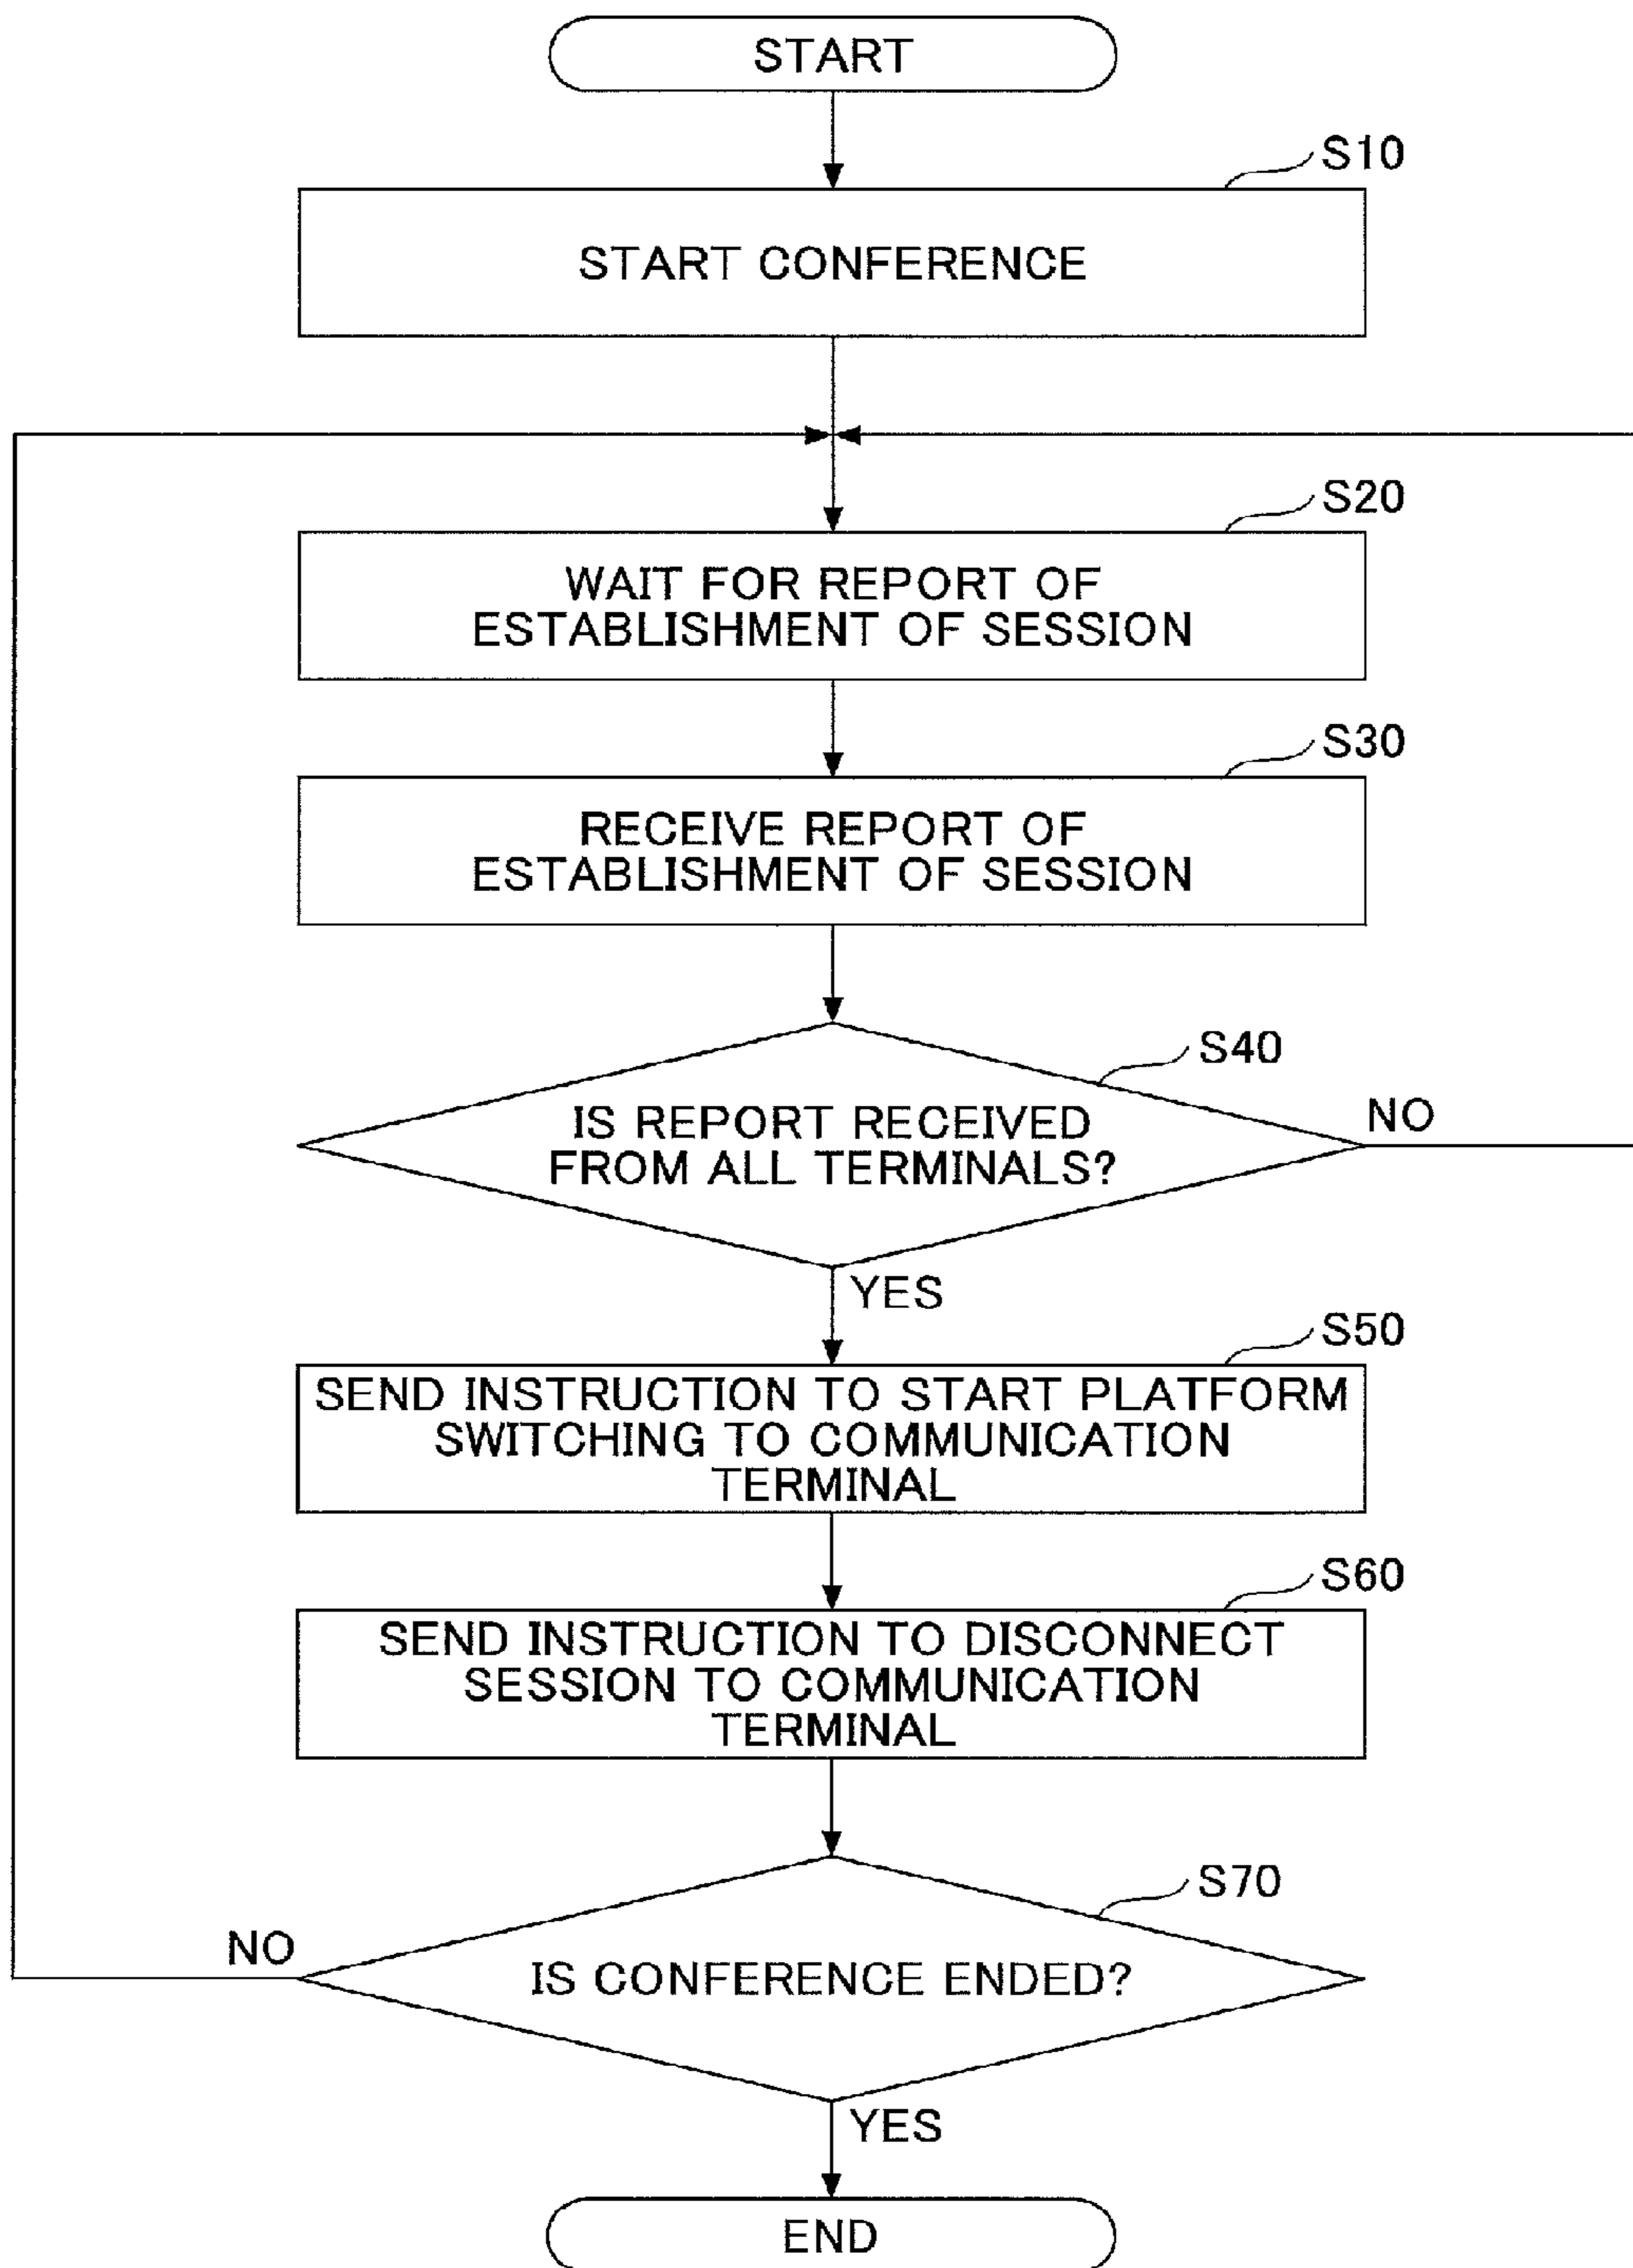 START
S10
START CONFERENCE
S20
WAIT FOR REPORT OF
ESTABLISHMENT OF SESSION
S30
RECEIVE REPORT OF
ESTABLISHMENT OF SESSION
S40
IS REPORT RECEIVED
FROM ALL TERMINALS?
NO
YES
S50
SEND INSTRUCTION TO START PLATFORM
SWITCHING TO COMMUNICATION
TERMINAL
S60
SEND INSTRUCTION TO DISCONNECT
SESSION TO COMMUNICATION
TERMINAL
S70
NO
IS CONFERENCE ENDED?
YES
END